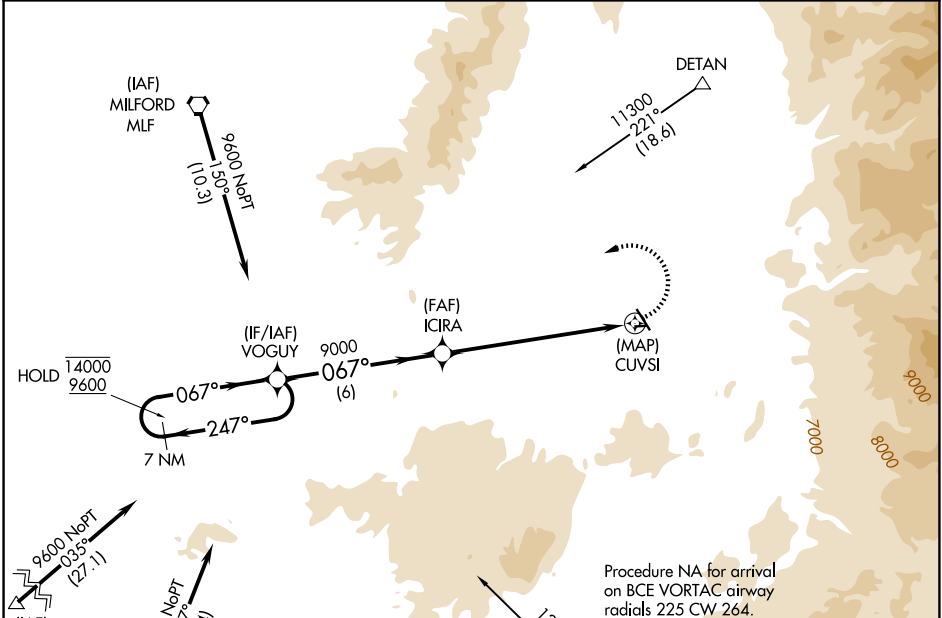 (IAF)
MILFORD
MLF
9600 NoPT
150°
(10.3)
DETAN
11300
221°
(18.6)
(FAF)
ICIRA
(IF/IAF)
VOGUY
9000
067°
(6)
(MAP)
CUVSI
HOLD 14000
9600
067°
247°
7 NM
9000
7000
8000
9600 NoPT
035°
(27.1)
NoPT
Procedure NA for arrival
on BCE VORTAC airway
radials 225 CW 264.